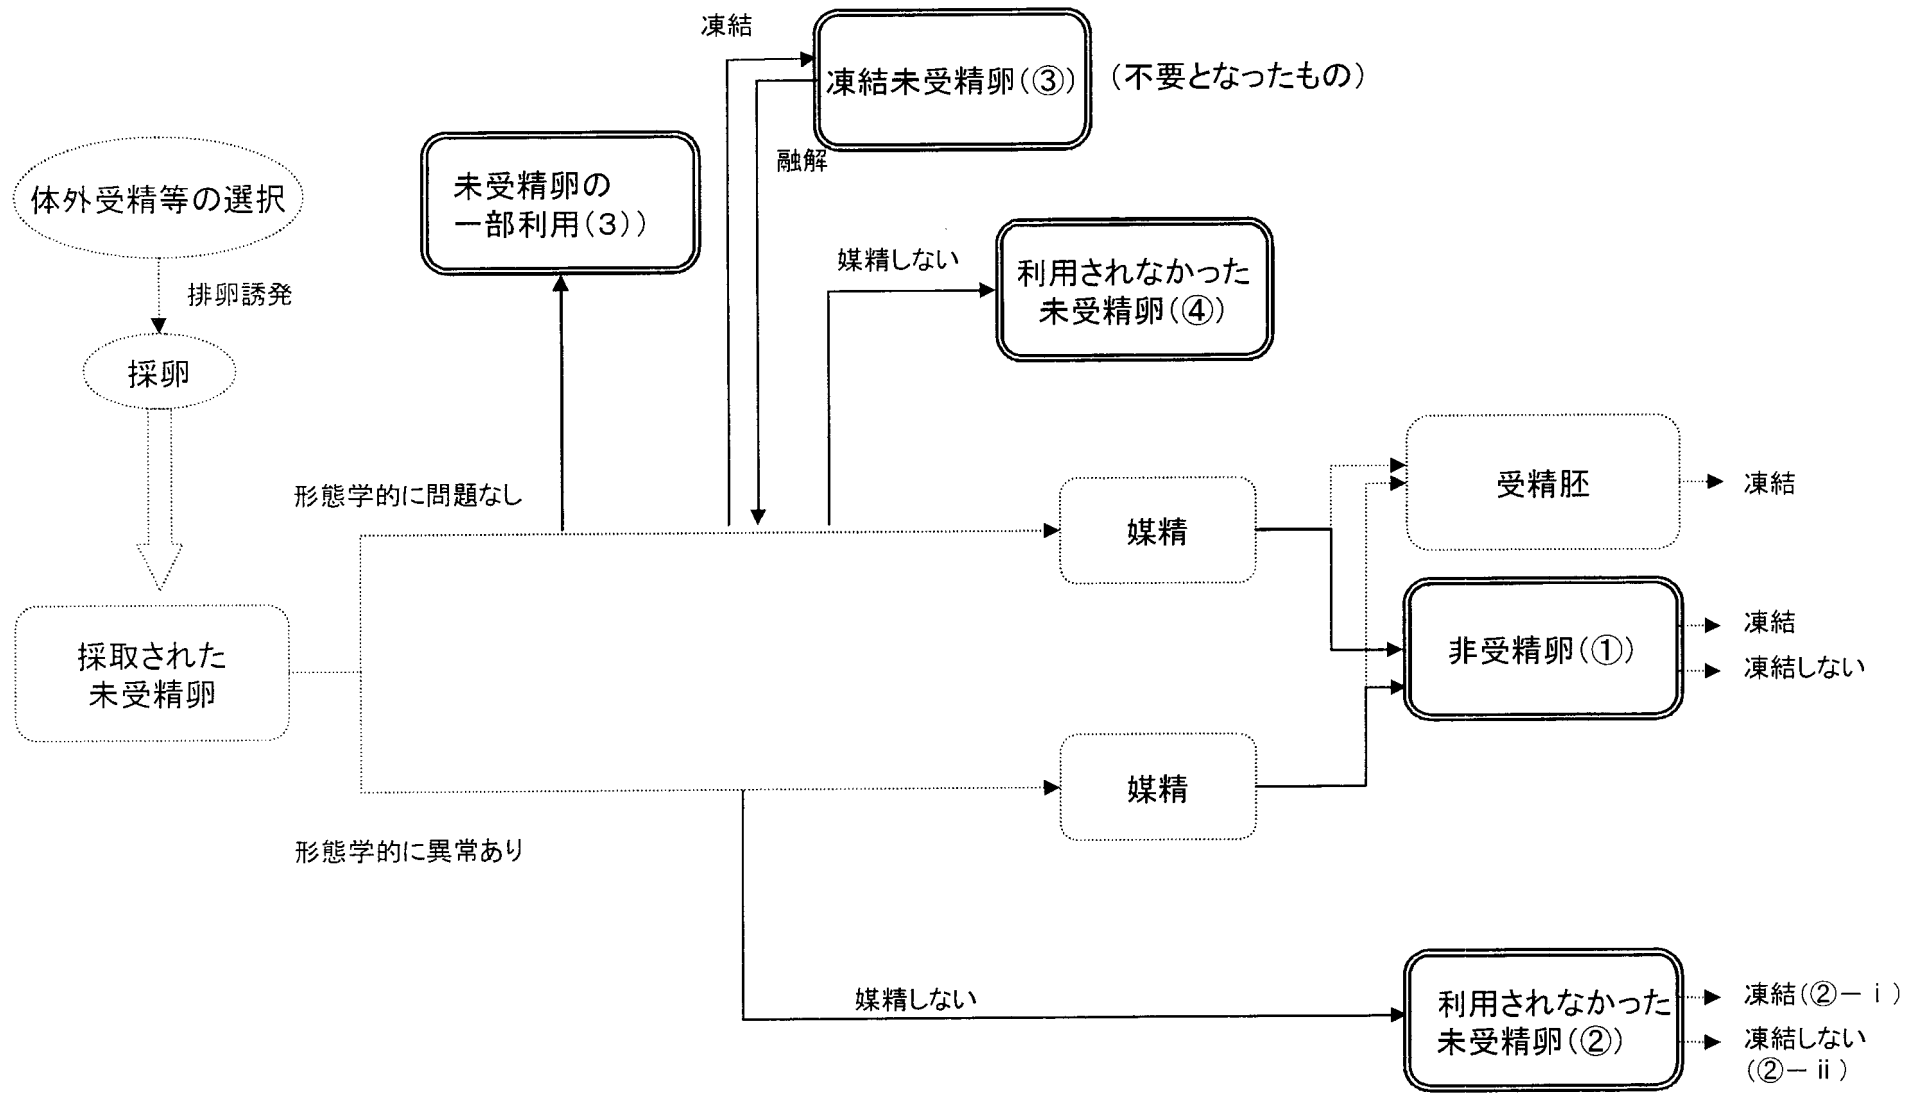 凍結
凍結未受精卵(③)
(不要となったもの)
融解
体外受精等の選択
未受精卵の
一部利用(3))
排卵誘発
媒精しない
利用されなかった
未受精卵(④)
採卵
形態学的に問題なし
媒精
受精胚
凍結
非受精卵(①)
凍結
凍結しない
採取された
未受精卵
媒精
形態学的に異常あり
媒精しない
利用されなかった
未受精卵(②)
凍結(②-ⅰ)
凍結しない
(②-ⅱ)